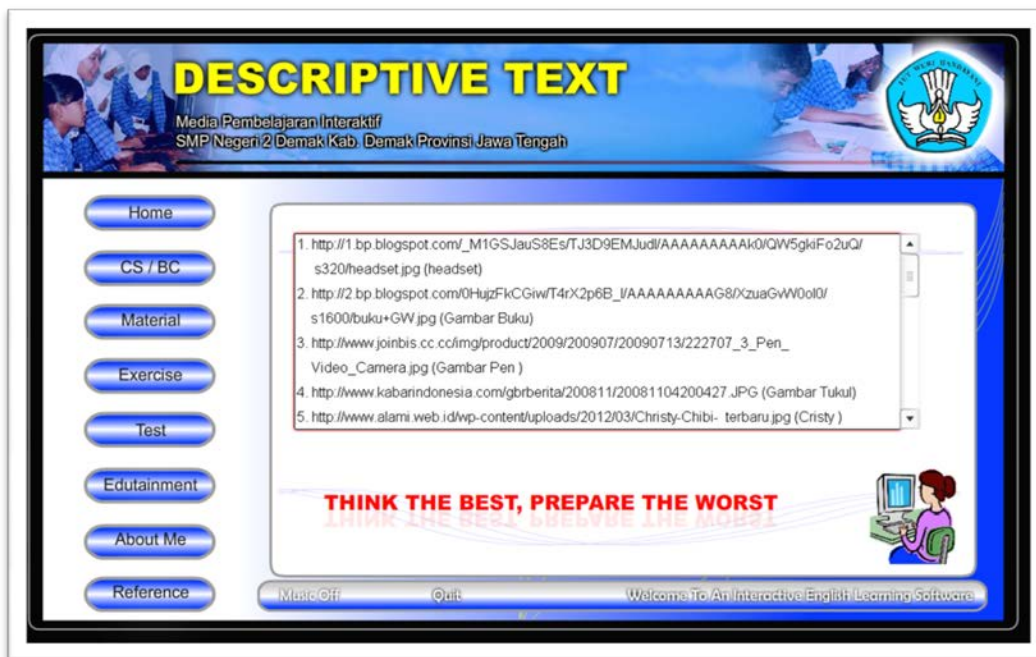 DESCRIPTIVE TEXT
Media Pembelajaran Interaktif
SMP Negeri 2 Demak Kab. Demak Provinsi Jawa Tengah
TUT WURI HANDAYANI
Home
CS / BC
Material
Exercise
Test
Edutainment
About Me
Reference
1. http://1.bp.blogspot.com/_M1GSJauS8Es/TJ3D9EMJudI/AAAAAAAAAk0/QW5gkiFo2uQ/
s320/headset.jpg (headset)
2. http://2.bp.blogspot.com/0HujzFkCGiw/T4rX2p6B_I/AAAAAAAAAG8/XzuaGvW0oI0/
s1600/buku+GW.jpg (Gambar Buku)
3. http://www.joinbis.cc.cc/img/product/2009/200907/20090713/222707_3_Pen_
Video_Camera.jpg (Gambar Pen )
4. http://www.kabarindonesia.com/gbrberita/200811/20081104200427.JPG (Gambar Tukul)
5. http://www.alami.web.id/wp-content/uploads/2012/03/Christy-Chibi- terbaru.jpg (Cristy )
THINK THE BEST, PREPARE THE WORST
Music Off
Quit
Welcome To An Interactive English Learning Software